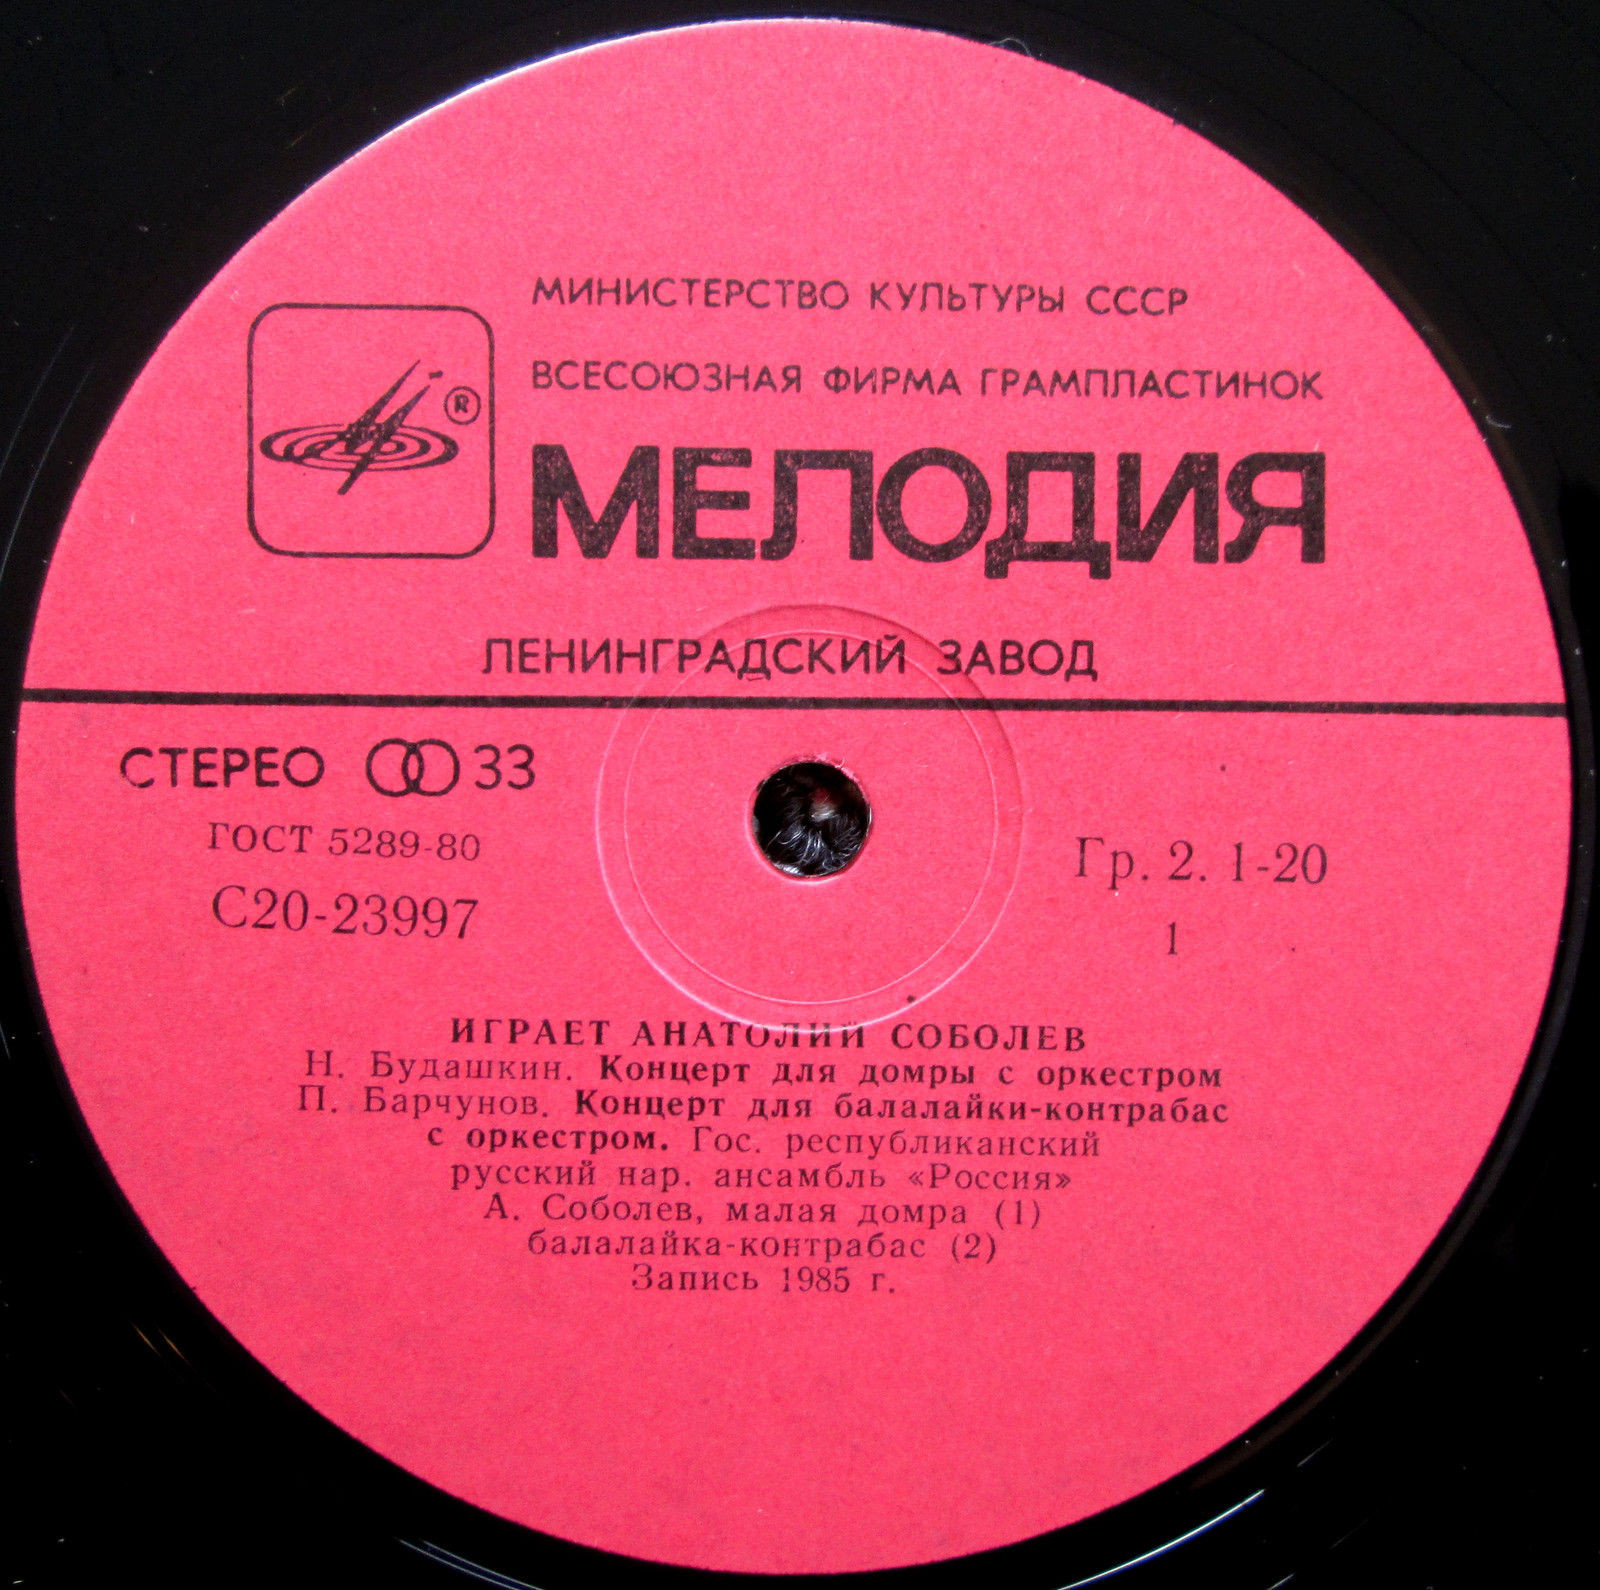 МИНИСТЕРСТВО КУЛЬТУРЫ СССР
ВСЕСОЮЗНАЯ ФИРМА ГРАМПЛАСТИНОК
®
МЕЛОДИЯ
ЛЕНИНГРАДСКИЙ ЗАВОД
СТЕРЕО 33
ГОСТ 5289-80
С20-23997
Гр. 2. 1-20
1
ИГРАЕТ АНАТОЛИЙ СОБОЛЕВ
Н. Будашкин. Концерт для домры с оркестром
П. Барчунов. Концерт для балалайки-контрабас
с оркестром. Гос. республиканский
русский нар. ансамбль «Россия»
А. Соболев, малая домра (1)
балалайка-контрабас (2)
Запись 1985 г.